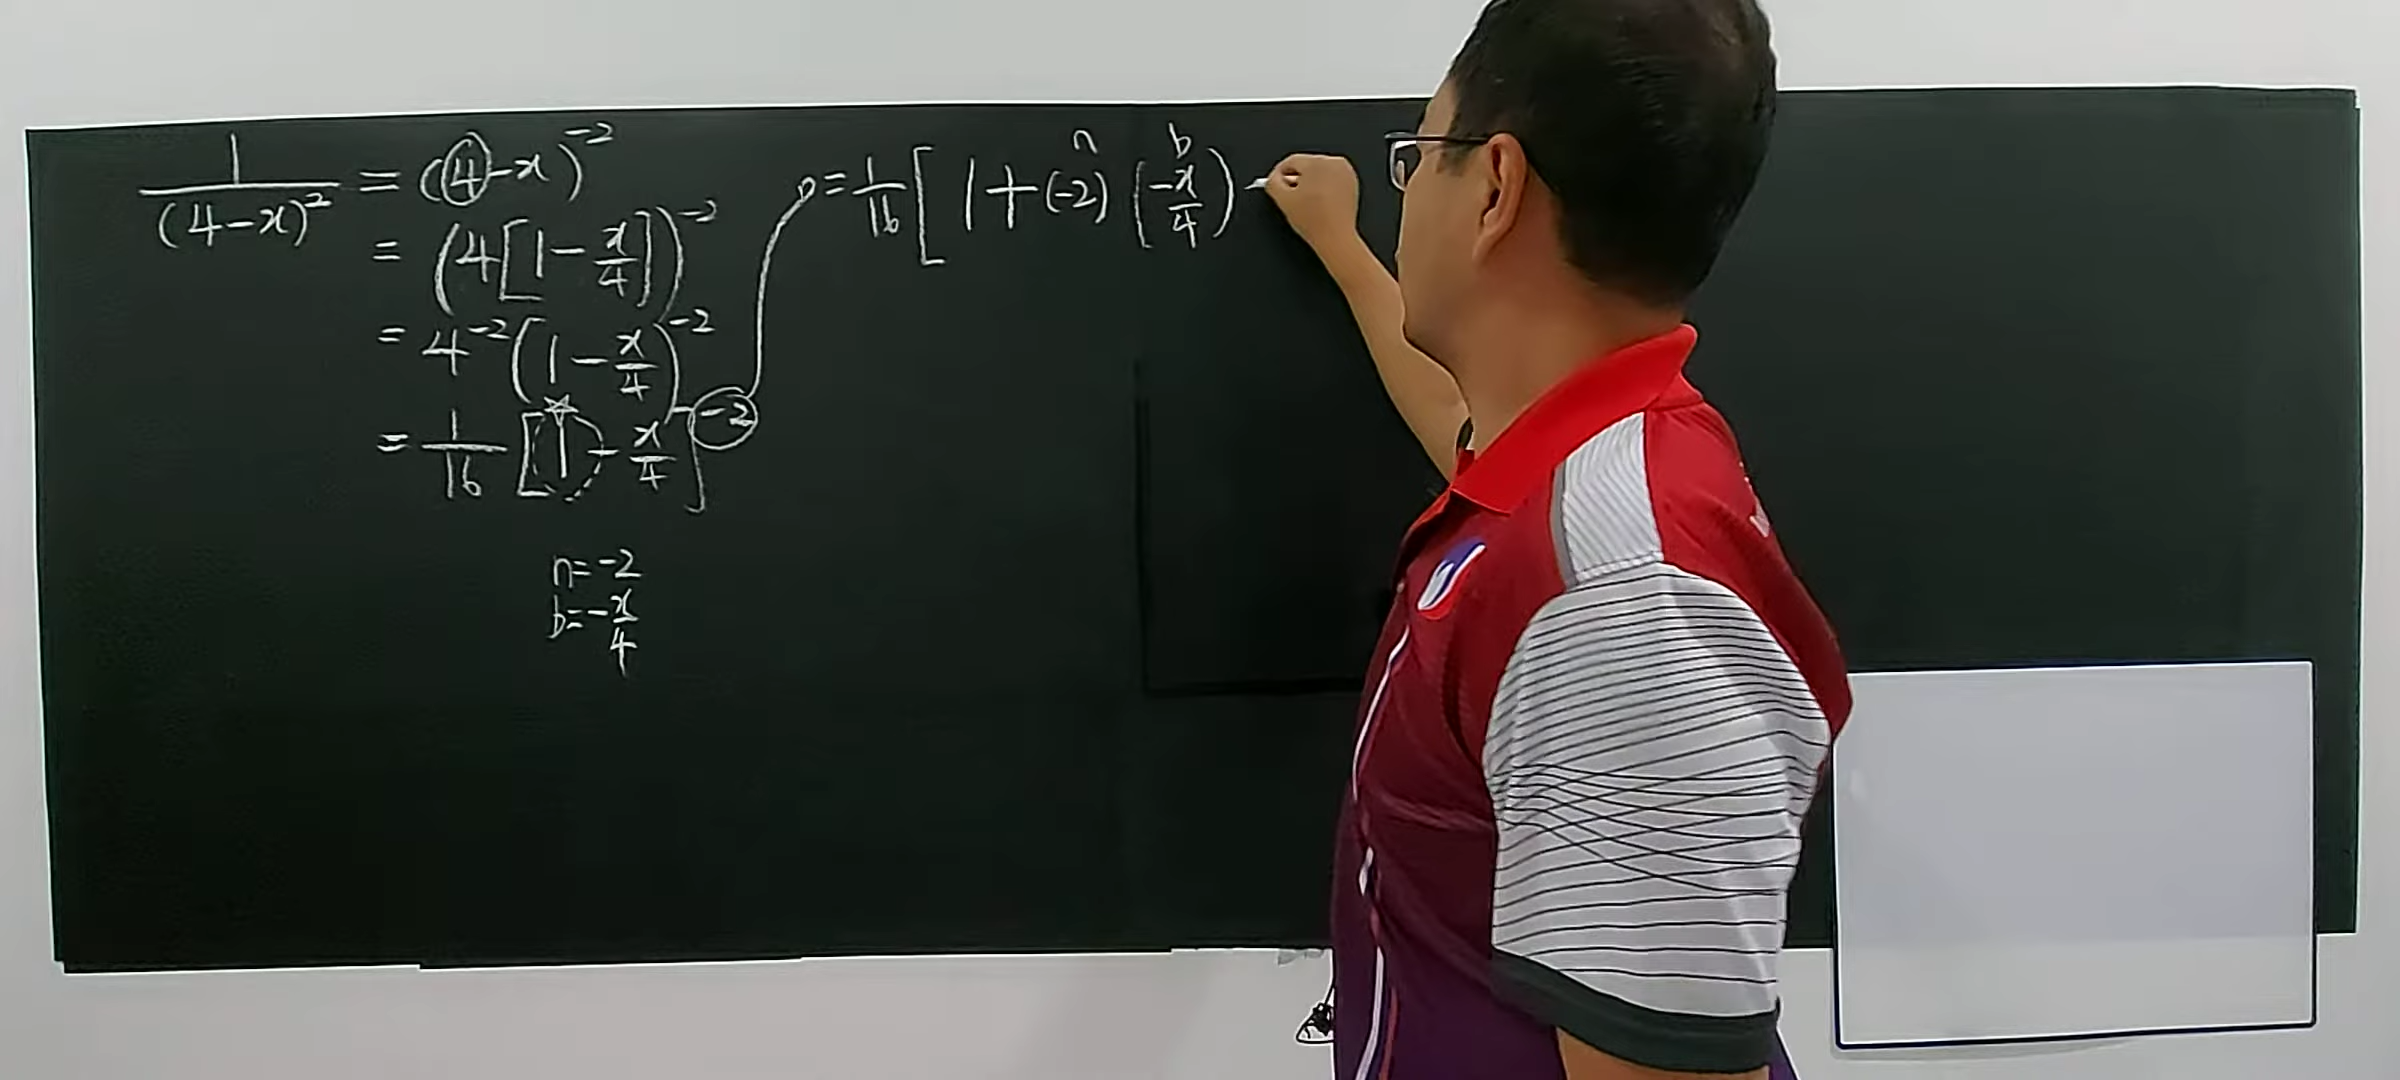 1/(4-x)² ≡ (4-x)⁻²
≡ (4[1-x/4])⁻²
= 4⁻²(1-x/4)⁻²
= 1/16 [1-x/4]⁻²
n=-2
b=-x/4
n b
= 1/16 [1+(-2)(-x/4)